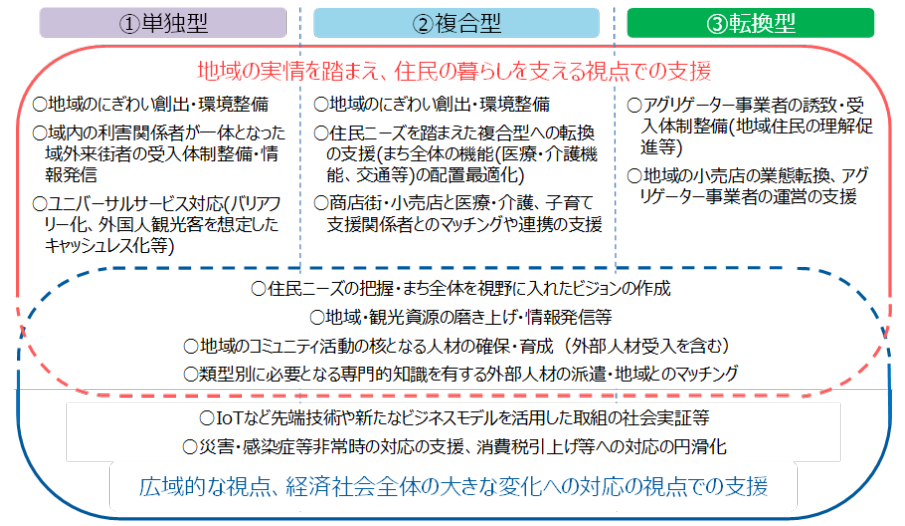 ①単独型
②複合型
③転換型
地域の実情を踏まえ、住民の暮らしを支える視点での支援
○地域のにぎわい創出・環境整備
○域内の利害関係者が一体となった
域外来街者の受入体制整備・情
報発信
○ユニバーサルサービス対応(バリアフ
リー化、外国人観光客を想定した
キャッシュレス化等)
○地域のにぎわい創出・環境整備
○住民ニーズを踏まえた複合型への転換
の支援(まち全体の機能(医療・介護機
能、交通等)の配置最適化)
○商店街・小売店と医療・介護、子育て
支援関係者とのマッチングや連携の支援
○アグリゲーター事業者の誘致・受
入体制整備(地域住民の理解促
進等)
○地域の小売店の業態転換、アグ
リゲーター事業者の運営の支援
○住民ニーズの把握・まち全体を視野に入れたビジョンの作成
○地域・観光資源の磨き上げ・情報発信等
○地域のコミュニティ活動の核となる人材の確保・育成（外部人材受入を含む）
○類型別に必要となる専門的知識を有する外部人材の派遣・地域とのマッチング
○IoTなど先端技術や新たなビジネスモデルを活用した取組の社会実証等
○災害・感染症等非常時の対応の支援、消費税引上げ等への対応の円滑化
広域的な視点、経済社会全体の大きな変化への対応の視点での支援